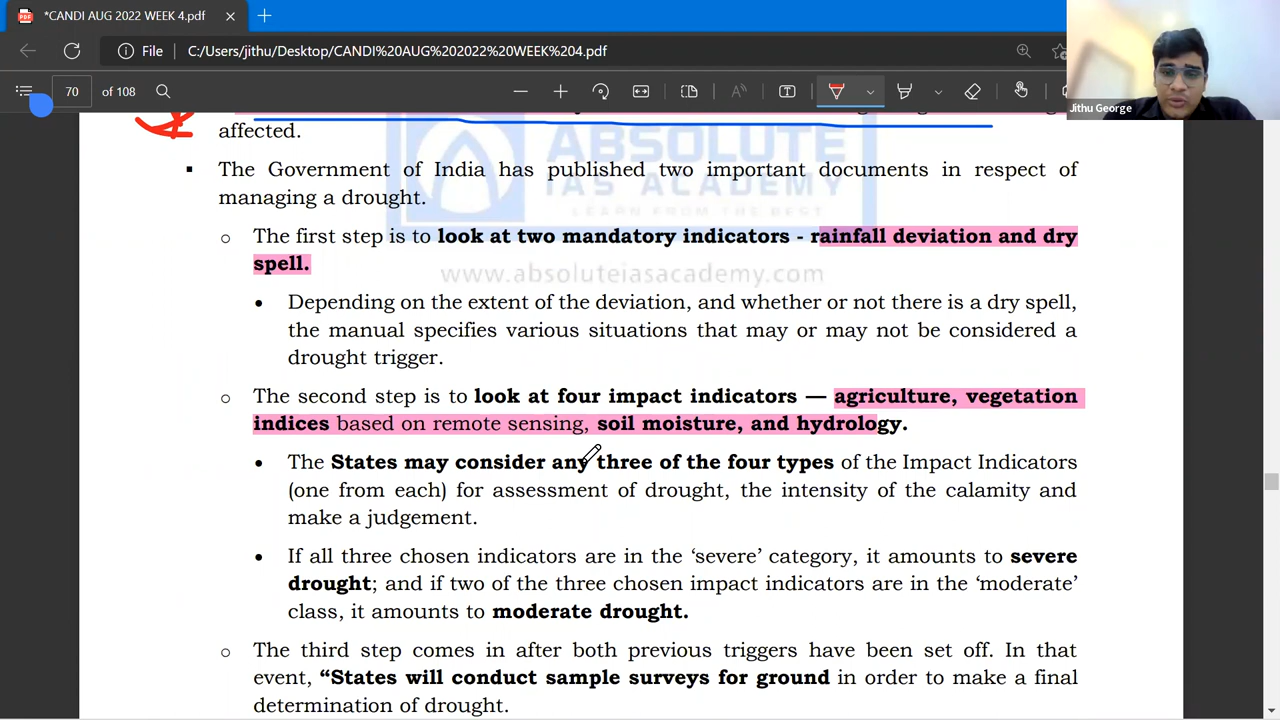 *CANDI AUG 2022 WEEK 4.pdf
File C:/Users/jithu/Desktop/CANDI%20AUG%202022%20WEEK%204.pdf
70 of 108
Jithu George
affected.
ABSOLUTE
IAS ACADEMY
LEARN FROM THE BEST
www.absoluteiasacademy.com
▪ The Government of India has published two important documents in respect of
managing a drought.
o The first step is to look at two mandatory indicators - rainfall deviation and dry
spell.
• Depending on the extent of the deviation, and whether or not there is a dry spell,
the manual specifies various situations that may or may not be considered a
drought trigger.
o The second step is to look at four impact indicators — agriculture, vegetation
indices based on remote sensing, soil moisture, and hydrology.
• The States may consider any three of the four types of the Impact Indicators
(one from each) for assessment of drought, the intensity of the calamity and
make a judgement.
• If all three chosen indicators are in the ‘severe’ category, it amounts to severe
drought; and if two of the three chosen impact indicators are in the ‘moderate’
class, it amounts to moderate drought.
o The third step comes in after both previous triggers have been set off. In that
event, “States will conduct sample surveys for ground in order to make a final
determination of drought.